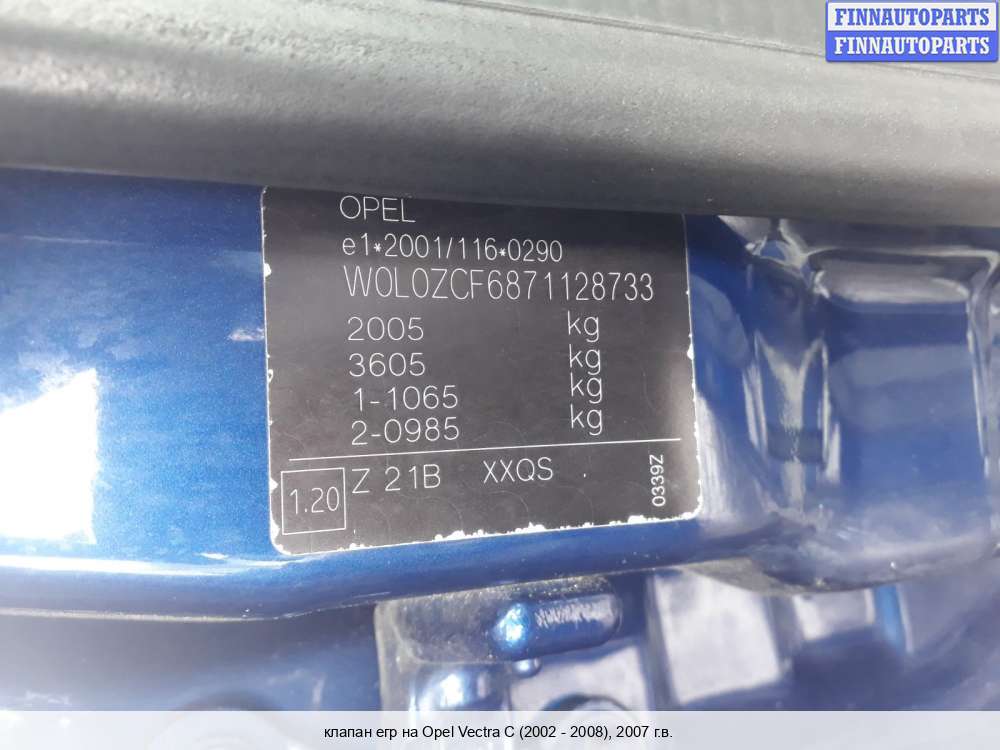 FINNAUTOPARTS
FINNAUTOPARTS
OPEL
e1*2001/116*0290
W0L0ZCF6871128733
2005 kg
3605 kg
1-1065 kg
2-0985 kg
1.20 Z 21B XXQS 0339Z
клапан егр на Opel Vectra C (2002 - 2008), 2007 г.в.